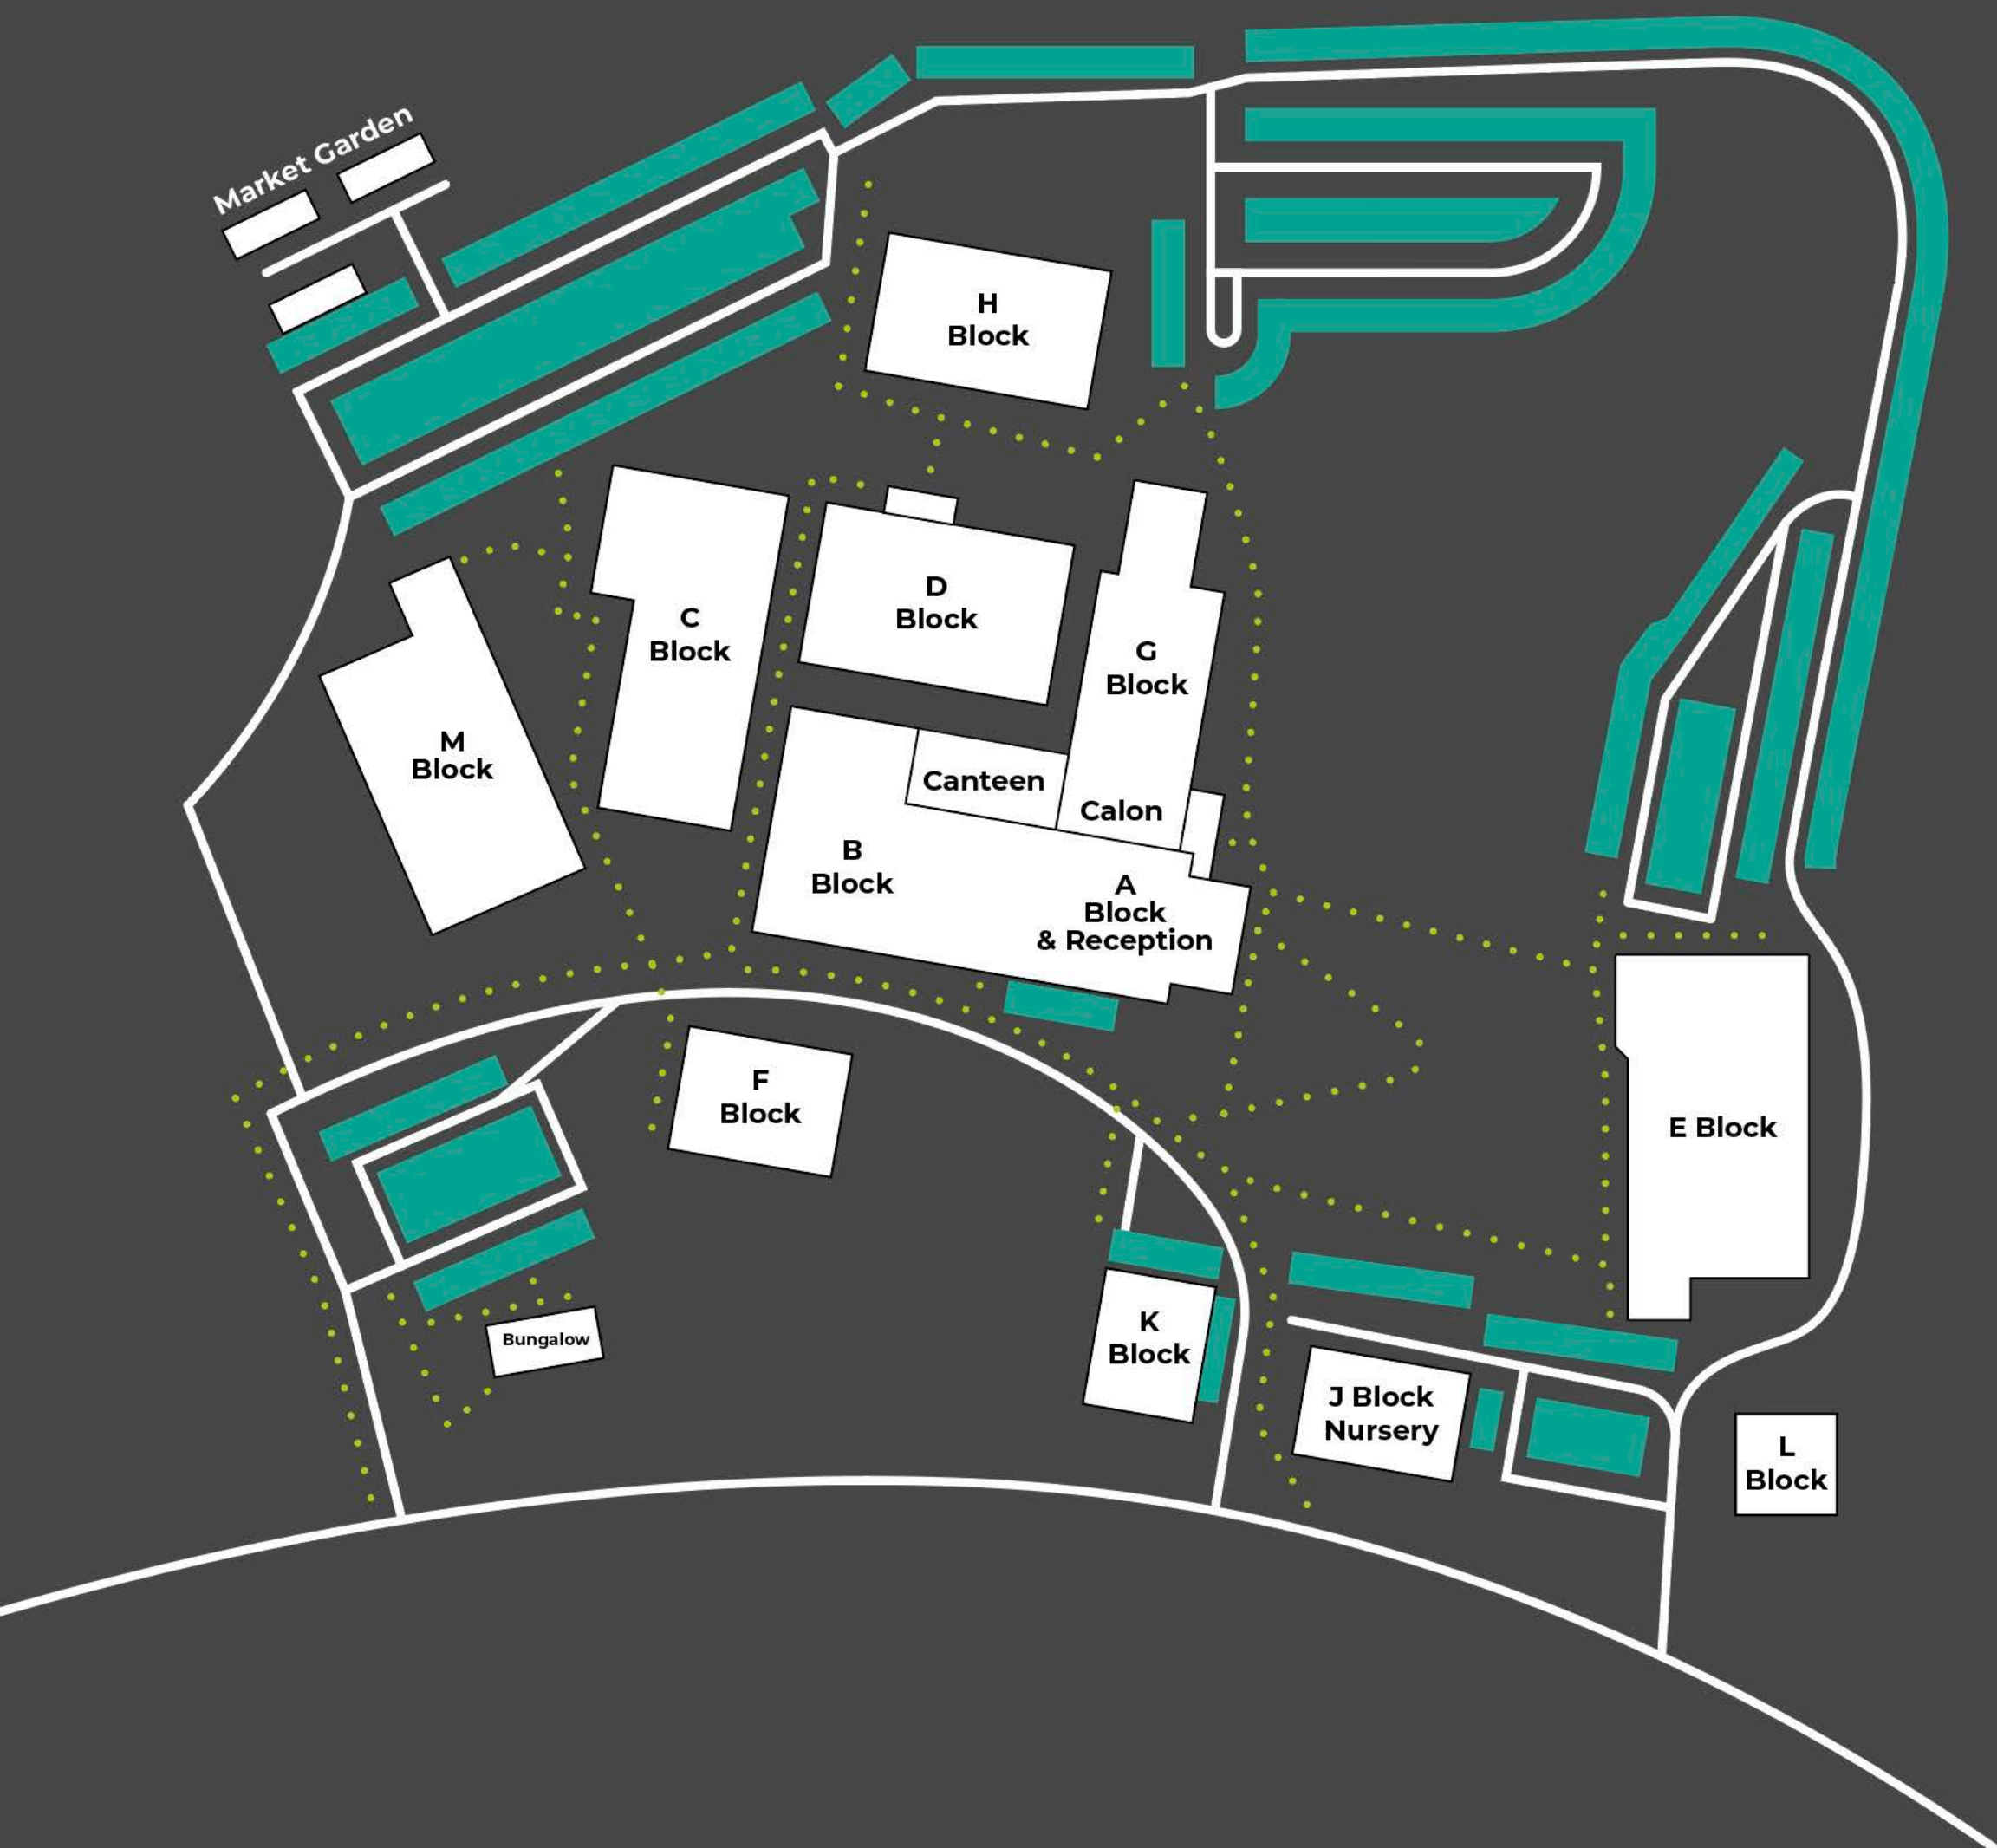 Market Garden
H
Block
D
Block
C
Block
G
Block
M
Block
Canteen
Calon
B
Block
A
Block
& Reception
F
Block
E Block
K
Block
Bungalow
J Block
Nursery
L
Block